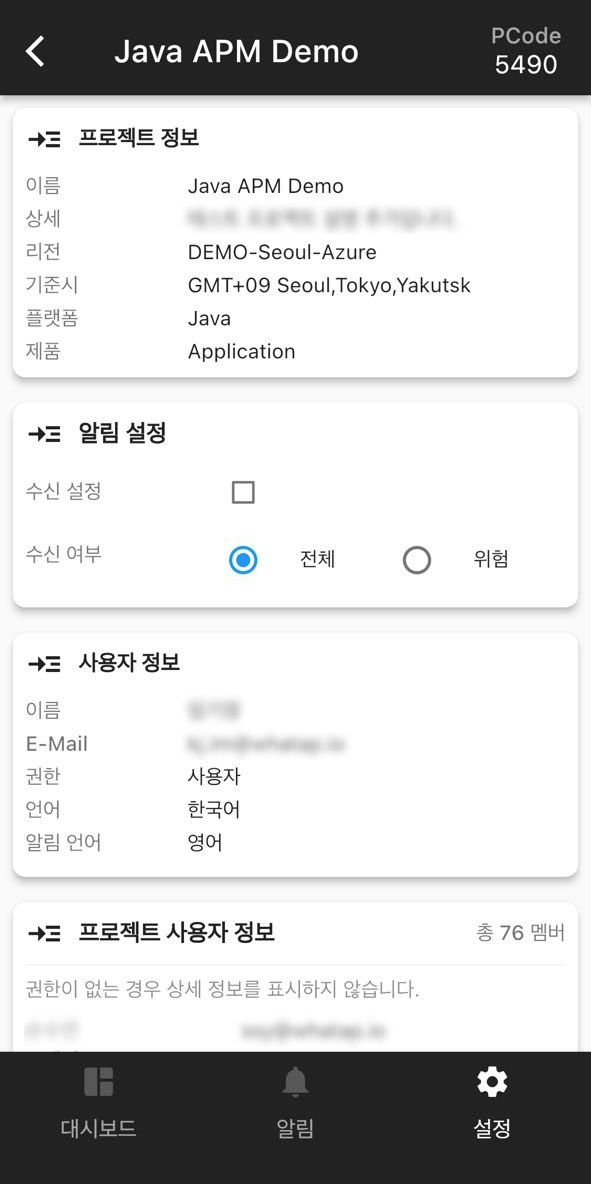 Java APM Demo
PCode
5490
프로젝트 정보
이름 Java APM Demo
상세
리전 DEMO-Seoul-Azure
기준시 GMT+09 Seoul,Tokyo,Yakutsk
플랫폼 Java
제품 Application
알림 설정
수신 설정
수신 여부 전체 위험
사용자 정보
이름
E-Mail
권한 사용자
언어 한국어
알림 언어 영어
프로젝트 사용자 정보 총 76 멤버
권한이 없는 경우 상세 정보를 표시하지 않습니다.
대시보드 알림 설정